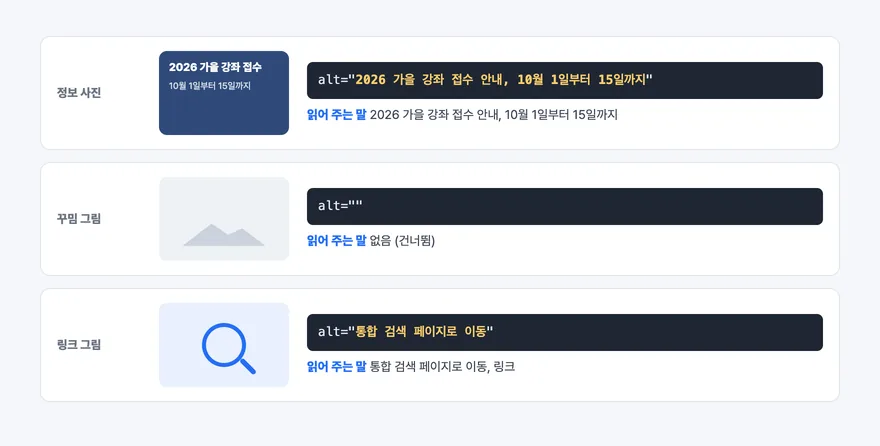 정보 사진
2026 가을 강좌 접수
10월 1일부터 15일까지
alt="2026 가을 강좌 접수 안내, 10월 1일부터 15일까지"
읽어 주는 말 2026 가을 강좌 접수 안내, 10월 1일부터 15일까지
꾸밈 그림
alt=""
읽어 주는 말 없음 (건너뜀)
링크 그림
alt="통합 검색 페이지로 이동"
읽어 주는 말 통합 검색 페이지로 이동, 링크